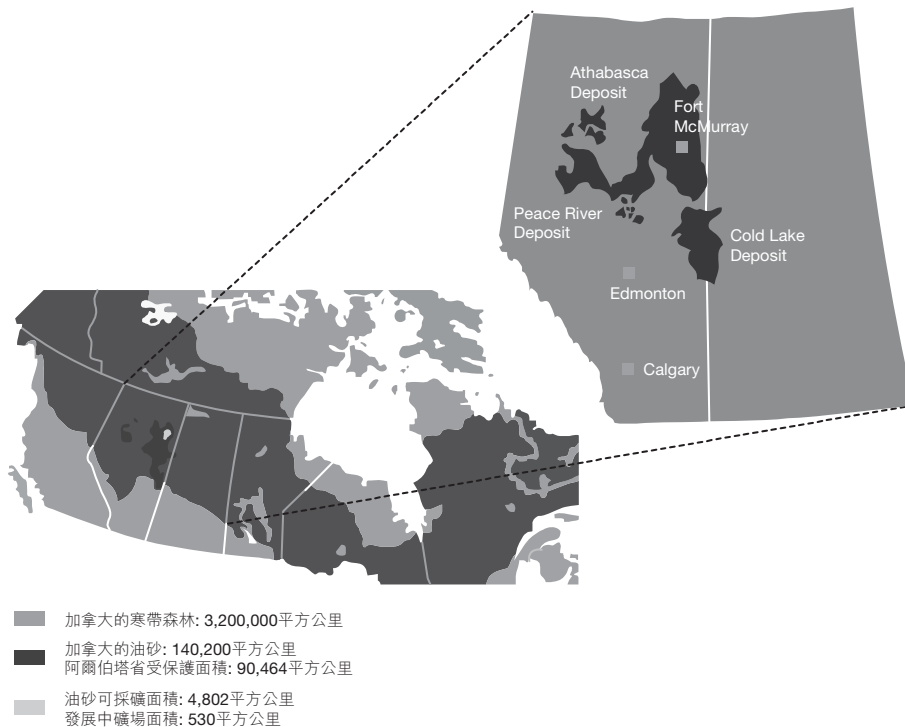 Athabasca
Deposit
Fort
McMurray
Peace River
Deposit
Cold Lake
Deposit
Edmonton
Calgary
加拿大的寒帶森林: 3,200,000平方公里
加拿大的油砂: 140,200平方公里
阿爾伯塔省受保護面積: 90,464平方公里
油砂可採礦面積: 4,802平方公里
發展中礦場面積: 530平方公里